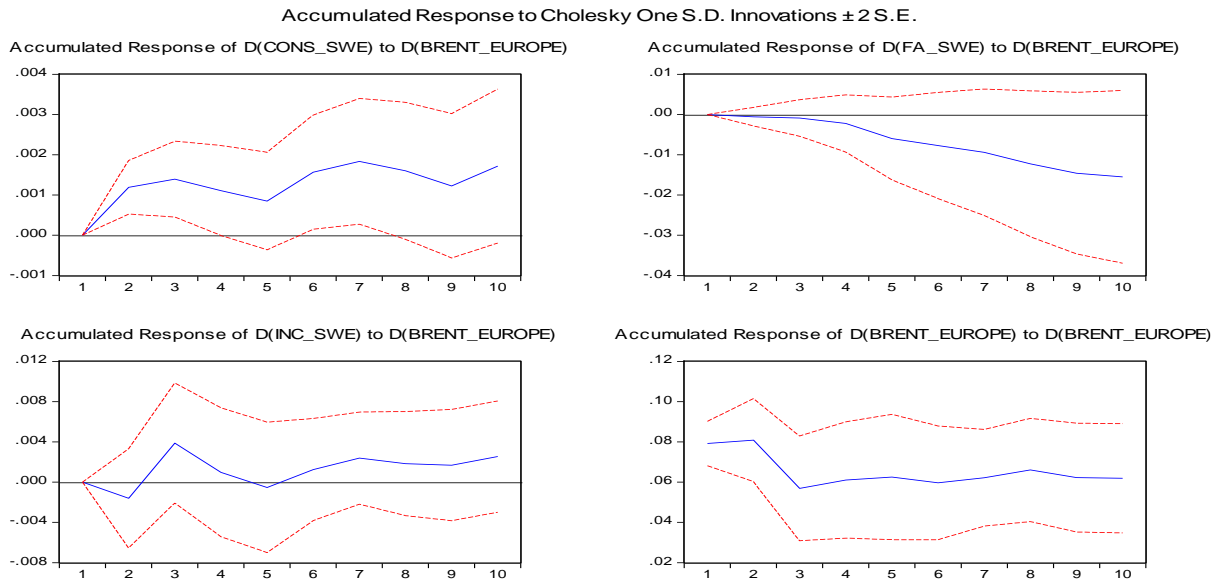 Accumulated Response to Cholesky One S.D. Innovations ± 2 S.E.
Accumulated Response of D(CONS_SWE) to D(BRENT_EUROPE)
.004
.003
.002
.001
.000
-.001
1 2 3 4 5 6 7 8 9 10
Accumulated Response of D(FA_SWE) to D(BRENT_EUROPE)
.01
.00
-.01
-.02
-.03
-.04
1 2 3 4 5 6 7 8 9 10
Accumulated Response of D(INC_SWE) to D(BRENT_EUROPE)
.012
.008
.004
.000
-.004
-.008
1 2 3 4 5 6 7 8 9 10
Accumulated Response of D(BRENT_EUROPE) to D(BRENT_EUROPE)
.12
.10
.08
.06
.04
.02
1 2 3 4 5 6 7 8 9 10